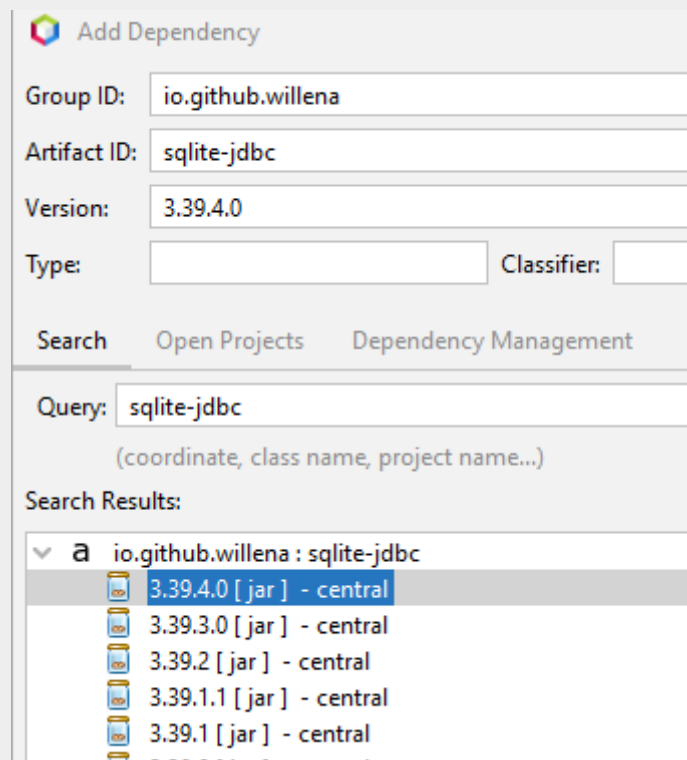 Add Dependency
Group ID: io.github.willena
Artifact ID: sqlite-jdbc
Version: 3.39.4.0
Type: Classifier:
Search Open Projects Dependency Management
Query: sqlite-jdbc
(coordinate, class name, project name...)
Search Results:
a io.github.willena : sqlite-jdbc
3.39.4.0 [ jar ] - central
3.39.3.0 [ jar ] - central
3.39.2 [ jar ] - central
3.39.1.1 [ jar ] - central
3.39.1 [ jar ] - central